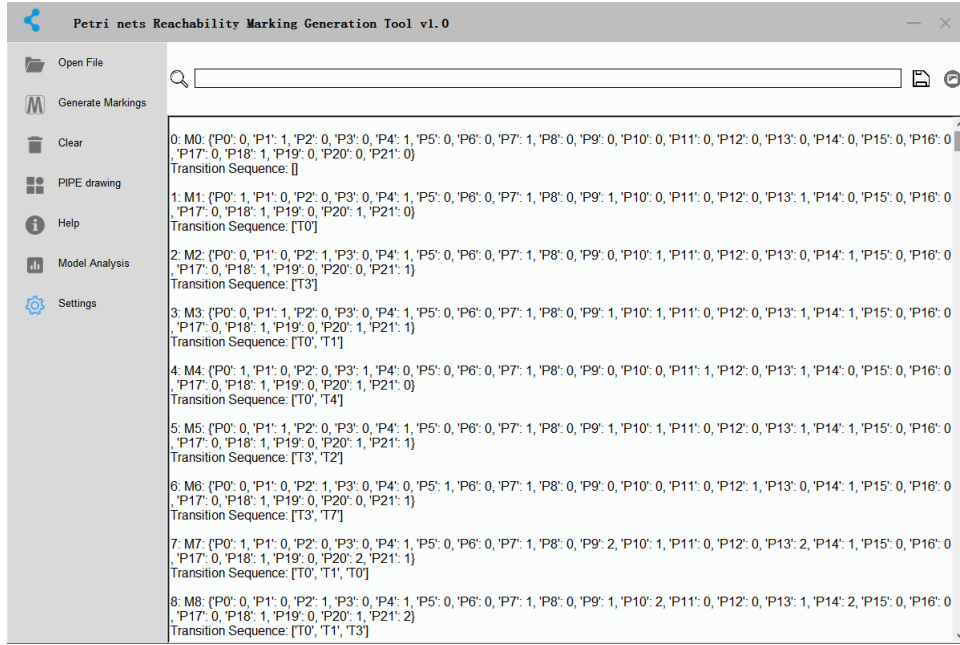 Petri nets Reachability Marking Generation Tool v1.0
Open File
Generate Markings
Clear
PIPE drawing
Help
Model Analysis
Settings
0: M0: {'P0': 0, 'P1': 1, 'P2': 0, 'P3': 0, 'P4': 1, 'P5': 0, 'P6': 0, 'P7': 1, 'P8': 0, 'P9': 0, 'P10': 0, 'P11': 0, 'P12': 0, 'P13': 0, 'P14': 0, 'P15': 0, 'P16': 0
, 'P17': 0, 'P18': 1, 'P19': 0, 'P20': 0, 'P21': 0}
Transition Sequence: []
1: M1: {'P0': 1, 'P1': 0, 'P2': 0, 'P3': 0, 'P4': 1, 'P5': 0, 'P6': 0, 'P7': 1, 'P8': 0, 'P9': 1, 'P10': 0, 'P11': 0, 'P12': 0, 'P13': 1, 'P14': 0, 'P15': 0, 'P16': 0
, 'P17': 0, 'P18': 1, 'P19': 0, 'P20': 1, 'P21': 0}
Transition Sequence: ['T0']
2: M2: {'P0': 0, 'P1': 0, 'P2': 1, 'P3': 0, 'P4': 1, 'P5': 0, 'P6': 0, 'P7': 1, 'P8': 0, 'P9': 0, 'P10': 1, 'P11': 0, 'P12': 0, 'P13': 0, 'P14': 1, 'P15': 0, 'P16': 0
, 'P17': 0, 'P18': 1, 'P19': 0, 'P20': 0, 'P21': 1}
Transition Sequence: ['T3']
3: M3: {'P0': 0, 'P1': 1, 'P2': 0, 'P3': 0, 'P4': 1, 'P5': 0, 'P6': 0, 'P7': 1, 'P8': 0, 'P9': 1, 'P10': 1, 'P11': 0, 'P12': 0, 'P13': 1, 'P14': 1, 'P15': 0, 'P16': 0
, 'P17': 0, 'P18': 1, 'P19': 0, 'P20': 1, 'P21': 1}
Transition Sequence: ['T0', 'T1']
4: M4: {'P0': 1, 'P1': 0, 'P2': 0, 'P3': 1, 'P4': 0, 'P5': 0, 'P6': 0, 'P7': 1, 'P8': 0, 'P9': 0, 'P10': 0, 'P11': 1, 'P12': 0, 'P13': 1, 'P14': 0, 'P15': 0, 'P16': 0
, 'P17': 0, 'P18': 1, 'P19': 0, 'P20': 1, 'P21': 0}
Transition Sequence: ['T0', 'T4']
5: M5: {'P0': 0, 'P1': 1, 'P2': 0, 'P3': 0, 'P4': 1, 'P5': 0, 'P6': 0, 'P7': 1, 'P8': 0, 'P9': 1, 'P10': 1, 'P11': 0, 'P12': 0, 'P13': 1, 'P14': 1, 'P15': 0, 'P16': 0
, 'P17': 0, 'P18': 1, 'P19': 0, 'P20': 1, 'P21': 1}
Transition Sequence: ['T3', 'T2']
6: M6: {'P0': 0, 'P1': 0, 'P2': 1, 'P3': 0, 'P4': 0, 'P5': 1, 'P6': 0, 'P7': 1, 'P8': 0, 'P9': 0, 'P10': 0, 'P11': 0, 'P12': 1, 'P13': 0, 'P14': 1, 'P15': 0, 'P16': 0
, 'P17': 0, 'P18': 1, 'P19': 0, 'P20': 0, 'P21': 1}
Transition Sequence: ['T3', 'T7']
7: M7: {'P0': 1, 'P1': 0, 'P2': 0, 'P3': 0, 'P4': 1, 'P5': 0, 'P6': 0, 'P7': 1, 'P8': 0, 'P9': 2, 'P10': 1, 'P11': 0, 'P12': 0, 'P13': 2, 'P14': 1, 'P15': 0, 'P16': 0
, 'P17': 0, 'P18': 1, 'P19': 0, 'P20': 2, 'P21': 1}
Transition Sequence: ['T0', 'T1', 'T0']
8: M8: {'P0': 0, 'P1': 0, 'P2': 1, 'P3': 0, 'P4': 1, 'P5': 0, 'P6': 0, 'P7': 1, 'P8': 0, 'P9': 1, 'P10': 2, 'P11': 0, 'P12': 0, 'P13': 1, 'P14': 2, 'P15': 0, 'P16': 0
, 'P17': 0, 'P18': 1, 'P19': 0, 'P20': 1, 'P21': 2}
Transition Sequence: ['T0', 'T1', 'T3']